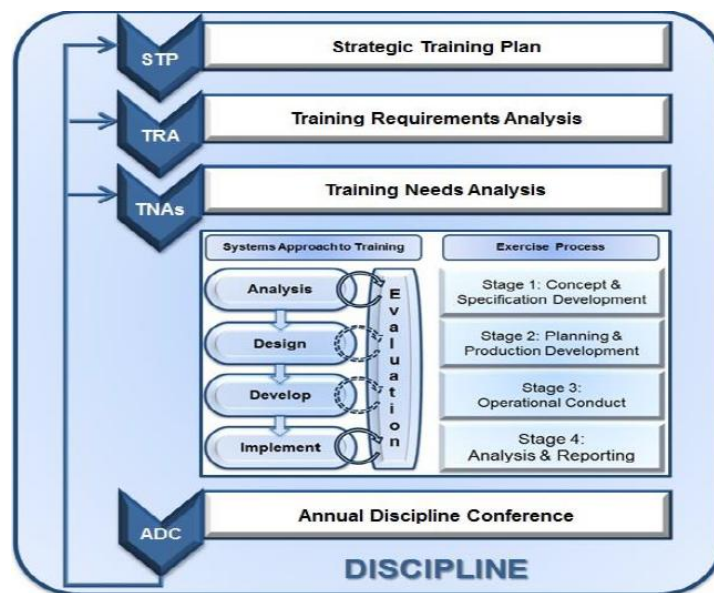 STP
Strategic Training Plan
TRA
Training Requirements Analysis
TNAs
Training Needs Analysis
Systems Approach to Training
Analysis
Design
Develop
Implement
Evaluation
Exercise Process
Stage 1: Concept &
Specification Development
Stage 2: Planning &
Production Development
Stage 3:
Operational Conduct
Stage 4:
Analysis & Reporting
ADC
Annual Discipline Conference
DISCIPLINE